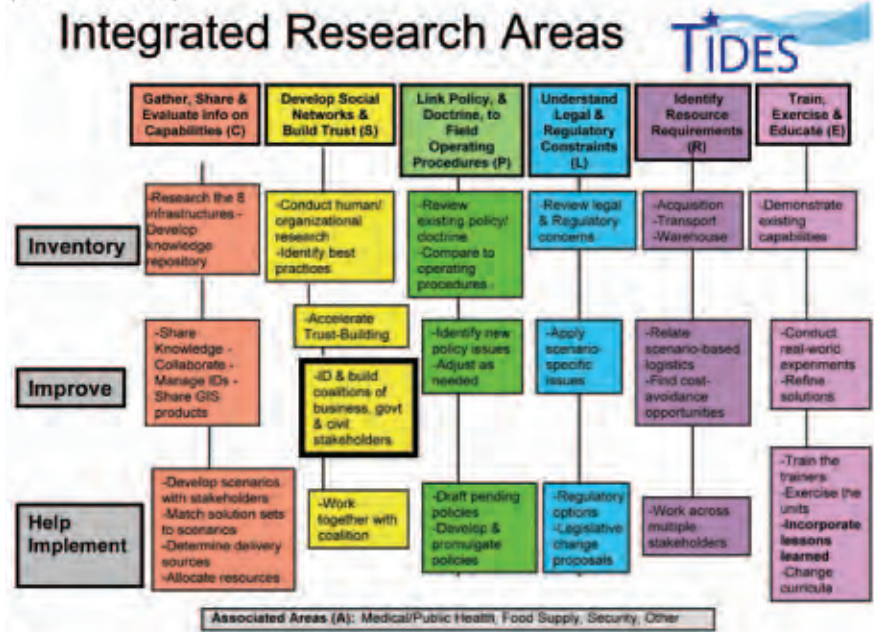 Integrated Research Areas
TIDES
Gather, Share &
Evaluate info on
Capabilities (C)
Develop Social
Networks &
Build Trust (S)
Link Policy, &
Doctrine, to
Field
Operating
Procedures (P)
Understand
Legal &
Regulatory
Constraints
(L)
Identify
Resource
Requirements
(R)
Train,
Exercise &
Educate (E)
Inventory
-Research the 8
infrastructures -
Develop
knowledge
repository
-Conduct human/
organizational
research
-Identify best
practices
-Review
existing policy/
doctrine
-Compare to
operating
procedures -
-Review legal
& Regulatory
concerns
-Acquisition
-Transport
-Warehouse
-Demonstrate
existing
capabilities
Improve
-Share
Knowledge -
Collaborate -
Manage IDs -
Share GIS
products
-Accelerate
Trust-Building
-ID & build
coalitions of
business, govt
& civil
stakeholders
-Identify new
policy issues
-Adjust as
needed
-Apply
scenario-
specific
issues
-Relate
scenario-based
logistics
-Find cost-
avoidance
opportunities
-Conduct
real-world
experiments
-Refine
solutions
Help
Implement
-Develop scenarios
with stakeholders
-Match solution sets
to scenarios
-Determine delivery
sources
-Allocate resources
-Work
together with
coalition
-Draft pending
policies
-Develop &
promulgate
policies
-Regulatory
options
-Legislative
change
proposals
-Work across
multiple
stakeholders
-Train the
trainers
-Exercise the
units
-Incorporate
lessons
learned
-Change
curricula
Associated Areas (A): Medical/Public Health, Food Supply, Security, Other